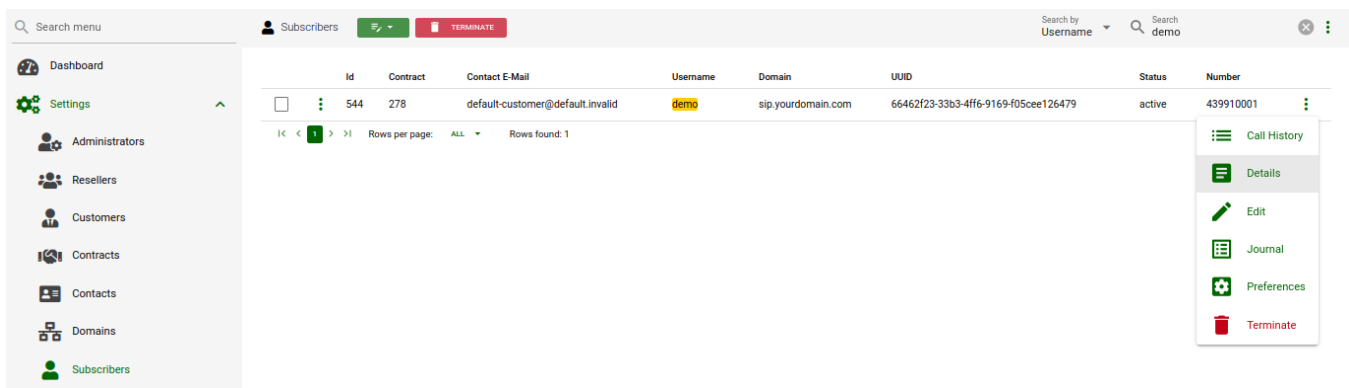 Search menu
Subscribers
TERMINATE
Search by
Username
Search
demo
Dashboard
Settings
Administrators
Resellers
Customers
Contracts
Contacts
Domains
Subscribers
Id Contract Contact E-Mail Username Domain UUID Status Number
544 278 default-customer@default.invalid demo sip.yourdomain.com 66462f23-33b3-4ff6-9169-f05cee126479 active 439910001
1 Rows per page: ALL Rows found: 1
Call History
Details
Edit
Journal
Preferences
Terminate